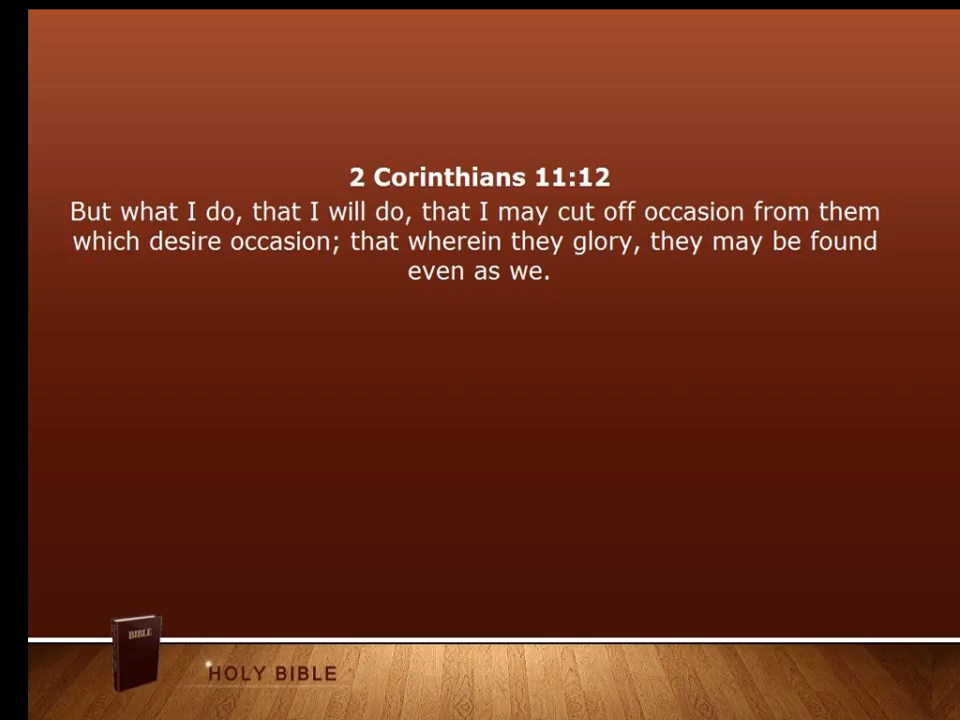 2 Corinthians 11:12
But what I do, that I will do, that I may cut off occasion from them
which desire occasion; that wherein they glory, they may be found
even as we.
BIBLE
HOLY BIBLE